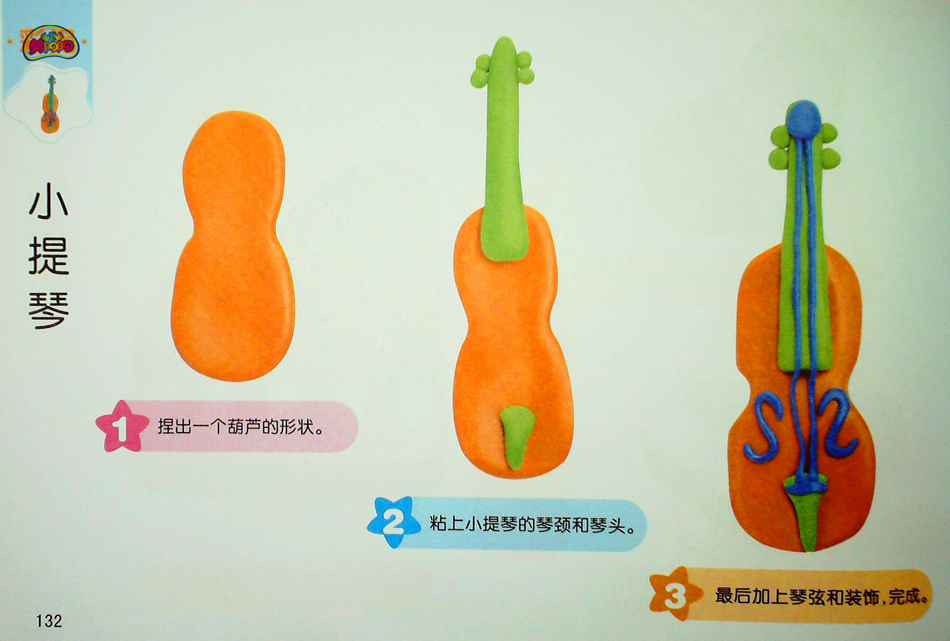 小提琴
1 捏出一个葫芦的形状。
2 粘上小提琴的琴颈和琴头。
3 最后加上琴弦和装饰,完成。
132